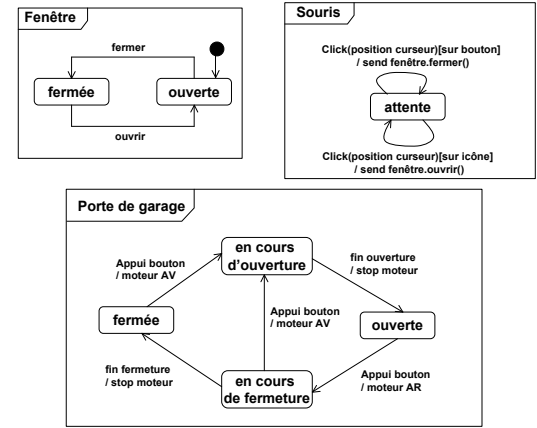 Fenêtre
fermer
fermée
ouverte
ouvrir
Souris
Click(position curseur)[sur bouton]
/ send fenêtre.fermer()
attente
Click(position curseur)[sur icône]
/ send fenêtre.ouvrir()
Porte de garage
Appui bouton
/ moteur AV
en cours
d'ouverture
fin ouverture
/ stop moteur
fermée
Appui bouton
/ moteur AV
ouverte
fin fermeture
/ stop moteur
en cours
de fermeture
Appui bouton
/ moteur AR